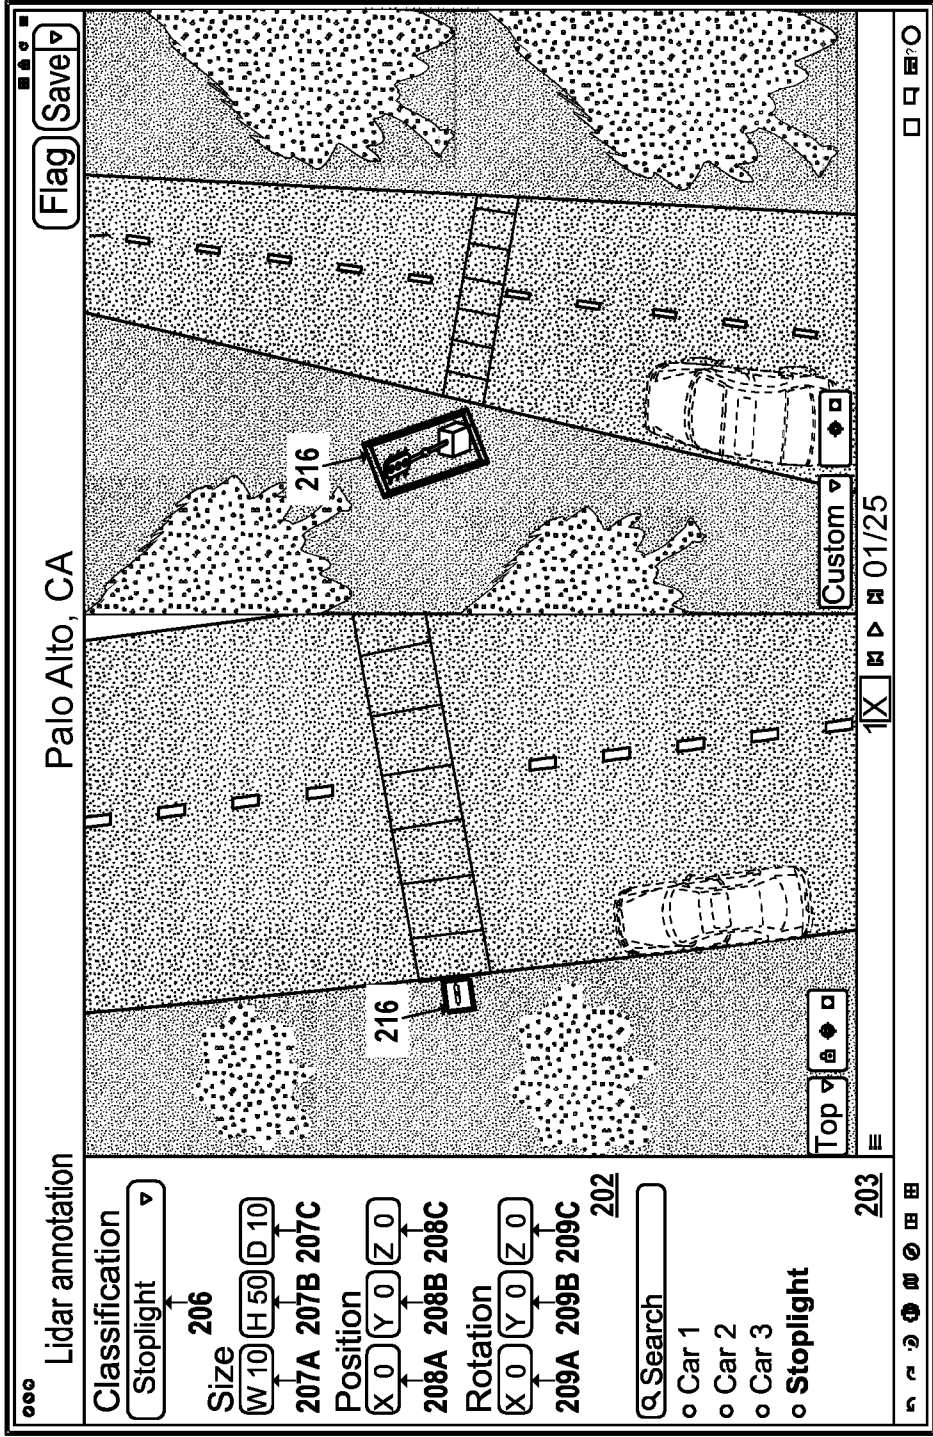 Lidar annotation
Palo Alto, CA
Flag
Save
Classification
Stoplight
206
Size
W 10
H 50
D 10
207A
207B
207C
Position
X 0
Y 0
Z 0
208A
208B
208C
Rotation
X 0
Y 0
Z 0
209A
209B
209C
202
Search
Car 1
Car 2
Car 3
Stoplight
203
216
216
Top
Custom
1X
01/25
?